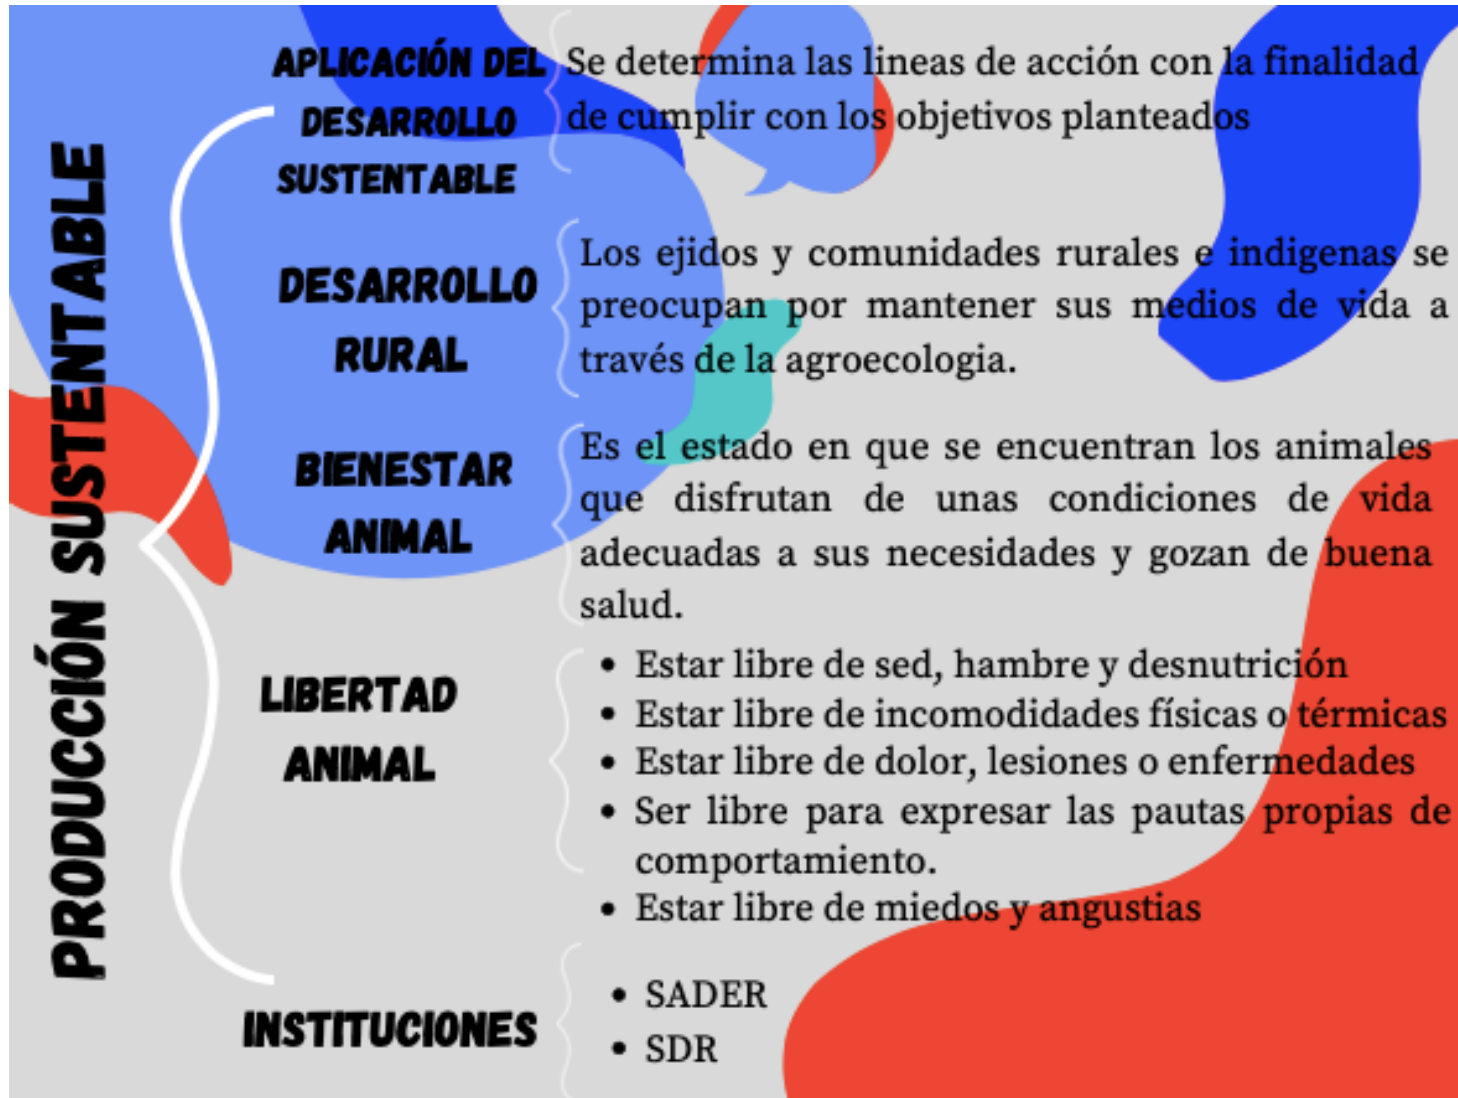 PRODUCCIÓN SUSTENTABLE
APLICACIÓN DEL
DESARROLLO
SUSTENTABLE
Se determina las lineas de acción con la finalidad
de cumplir con los objetivos planteados
DESARROLLO
RURAL
Los ejidos y comunidades rurales e indigenas se
preocupan por mantener sus medios de vida a
través de la agroecologia.
BIENESTAR
ANIMAL
Es el estado en que se encuentran los animales
que disfrutan de unas condiciones de vida
adecuadas a sus necesidades y gozan de buena
salud.
LIBERTAD
ANIMAL
• Estar libre de sed, hambre y desnutrición
• Estar libre de incomodidades físicas o térmicas
• Estar libre de dolor, lesiones o enfermedades
• Ser libre para expresar las pautas propias de
comportamiento.
• Estar libre de miedos y angustias
INSTITUCIONES
• SADER
• SDR